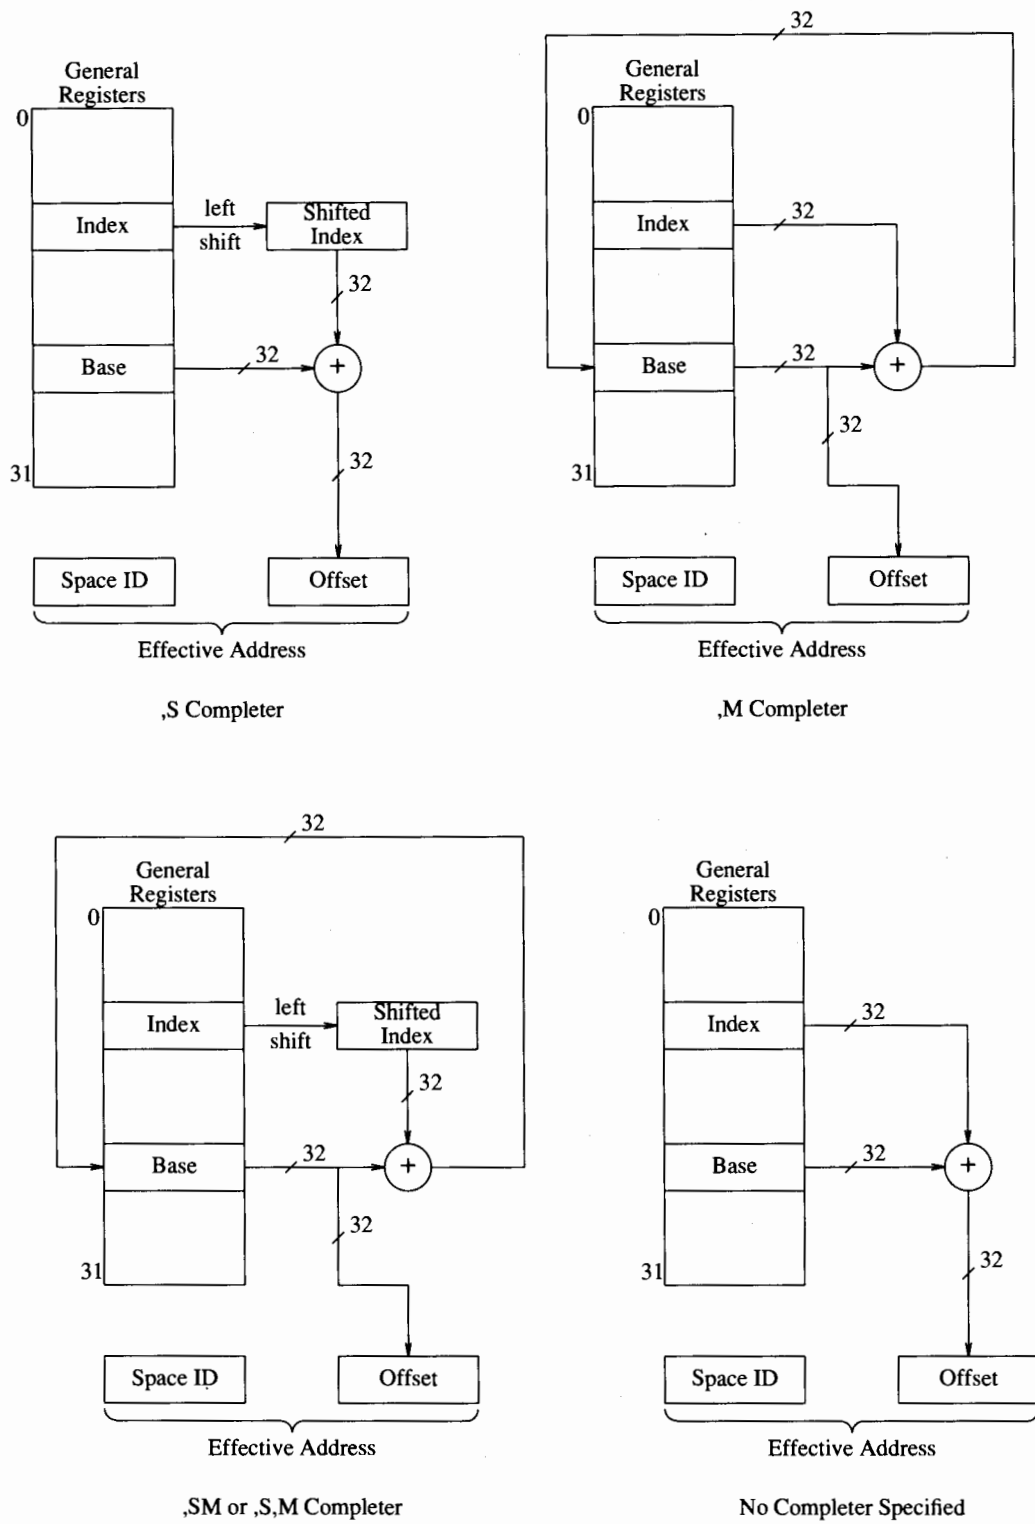 General
Registers
0
Index
left
shift
Shifted
Index
32
Base
32
+
32
31
Space ID
Offset
Effective Address
,S Completer
32
General
Registers
0
Index
32
Base
32
+
32
31
Space ID
Offset
Effective Address
,M Completer
32
General
Registers
0
Index
left
shift
Shifted
Index
32
Base
32
+
32
31
Space ID
Offset
Effective Address
,SM or ,S,M Completer
General
Registers
0
Index
32
Base
32
+
32
31
Space ID
Offset
Effective Address
No Completer Specified